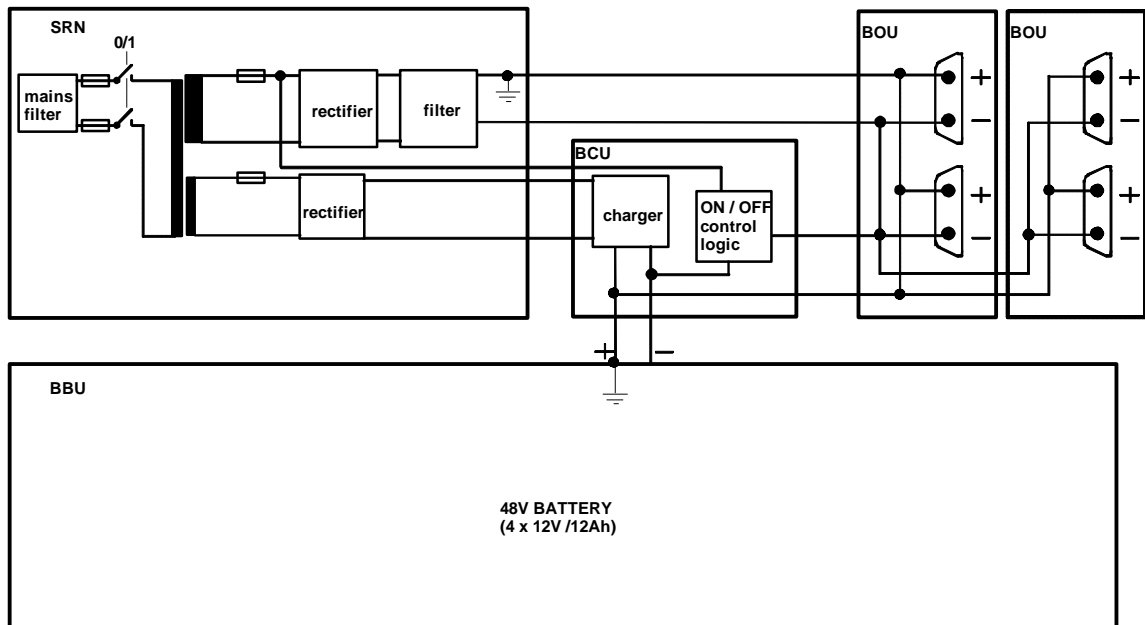 SRN
0/1
mains
filter
rectifier
filter
rectifier
BCU
charger
ON / OFF
control
logic
BOU
+
−
+
−
BOU
+
−
+
−
+ −
BBU
48V BATTERY
(4 x 12V /12Ah)